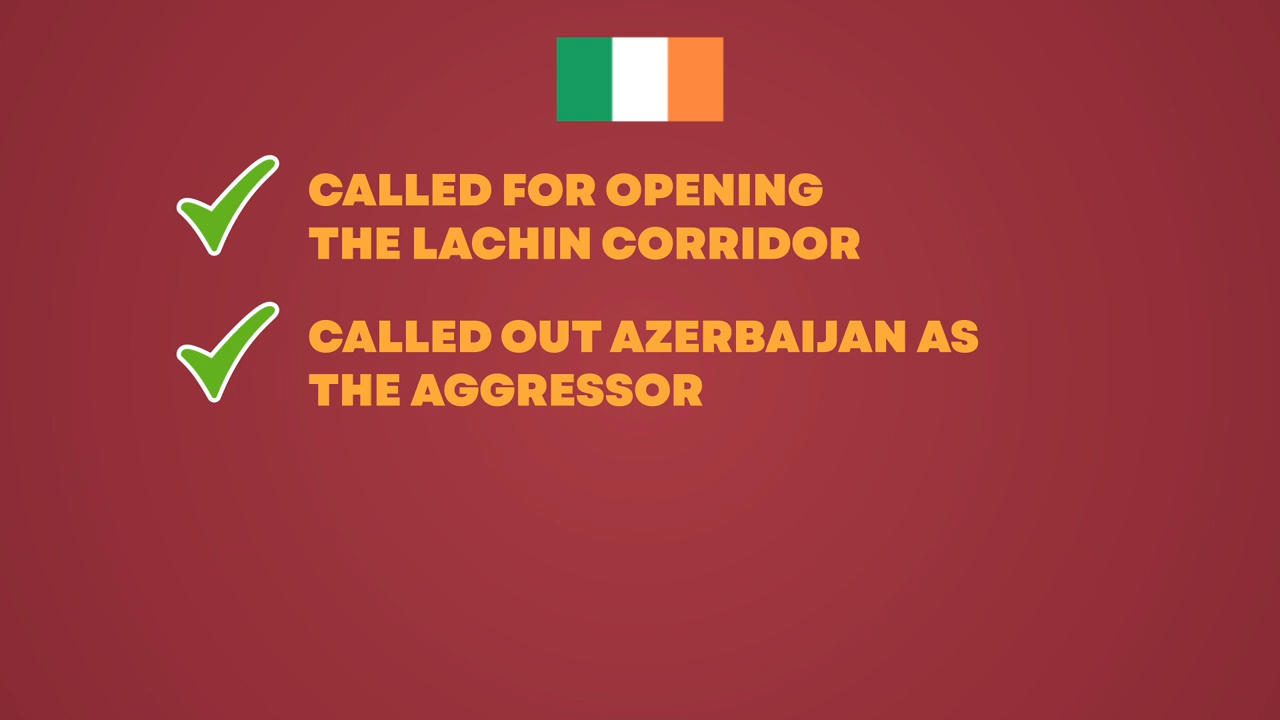 CALLED FOR OPENING
THE LACHIN CORRIDOR
CALLED OUT AZERBAIJAN AS
THE AGGRESSOR